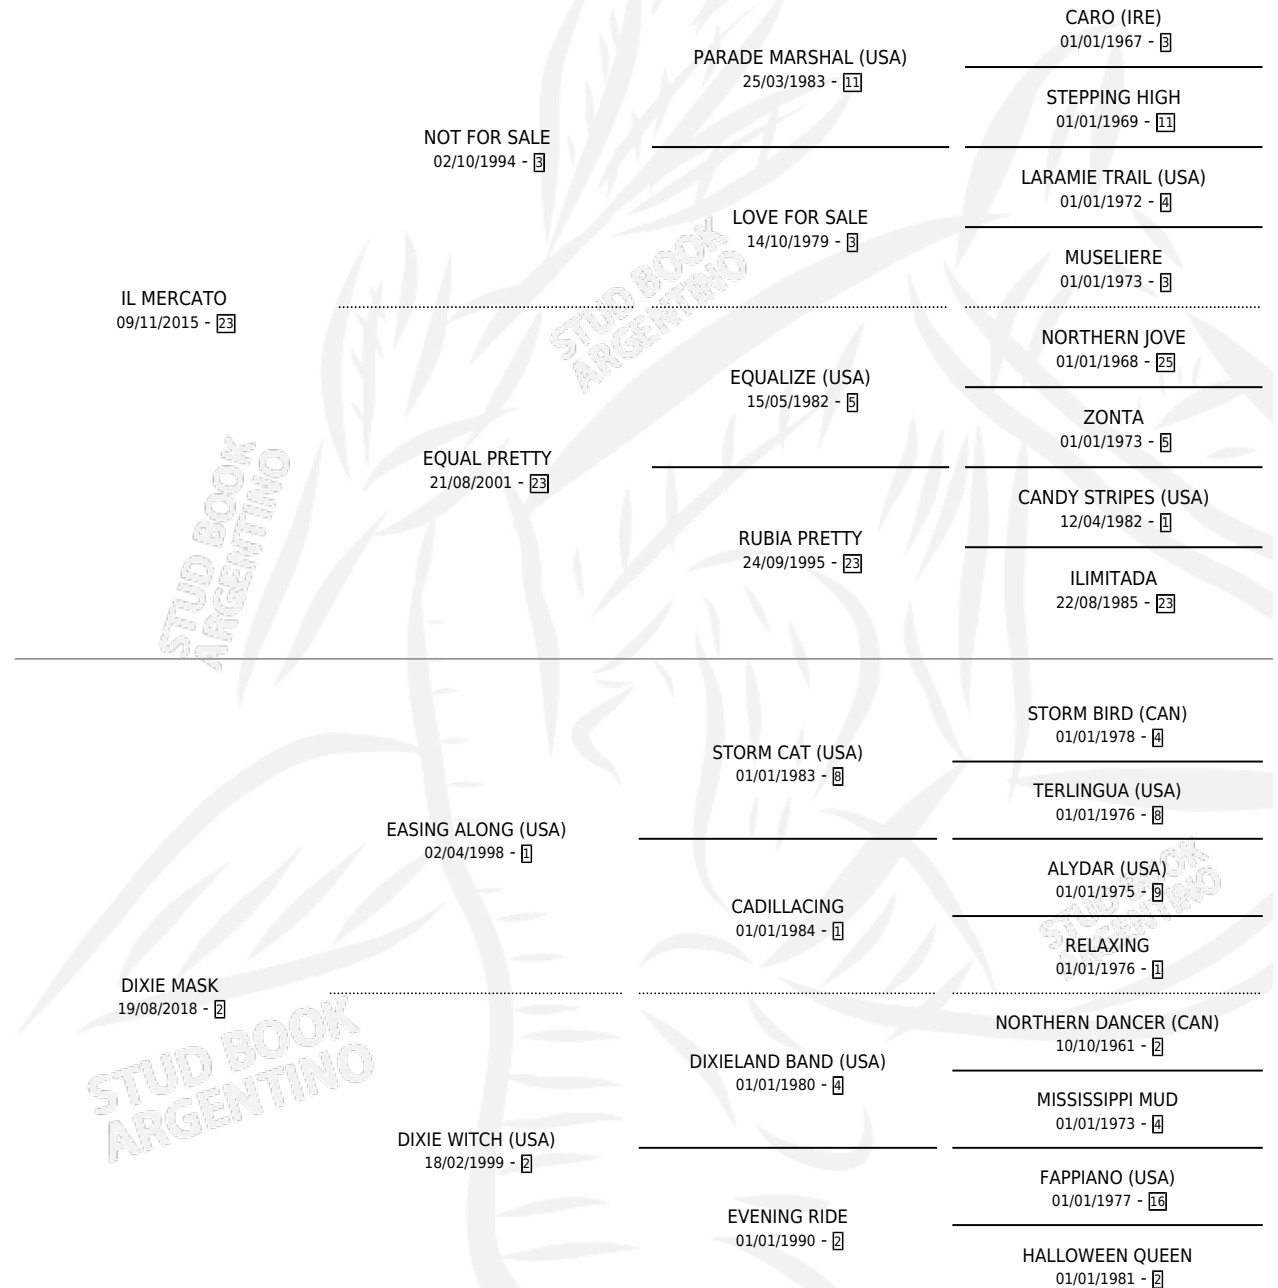 CARO (IRE)
01/01/1967 - 3
PARADE MARSHAL (USA)
25/03/1983 - 11
STEPPING HIGH
01/01/1969 - 11
NOT FOR SALE
02/10/1994 - 3
LARAMIE TRAIL (USA)
01/01/1972 - 4
LOVE FOR SALE
14/10/1979 - 3
MUSELIERE
01/01/1973 - 3
IL MERCATO
09/11/2015 - 23
NORTHERN JOVE
01/01/1968 - 25
EQUALIZE (USA)
15/05/1982 - 5
ZONTA
01/01/1973 - 5
EQUAL PRETTY
21/08/2001 - 23
CANDY STRIPES (USA)
12/04/1982 - 1
RUBIA PRETTY
24/09/1995 - 23
ILIMITADA
22/08/1985 - 23
STORM BIRD (CAN)
01/01/1978 - 4
STORM CAT (USA)
01/01/1983 - 8
TERLINGUA (USA)
01/01/1976 - 8
EASING ALONG (USA)
02/04/1998 - 1
ALYDAR (USA)
01/01/1975 - 9
CADILLACING
01/01/1984 - 1
RELAXING
01/01/1976 - 1
DIXIE MASK
19/08/2018 - 2
NORTHERN DANCER (CAN)
10/10/1961 - 2
DIXIELAND BAND (USA)
01/01/1980 - 4
MISSISSIPPI MUD
01/01/1973 - 4
DIXIE WITCH (USA)
18/02/1999 - 2
FAPPIANO (USA)
01/01/1977 - 16
EVENING RIDE
01/01/1990 - 2
HALLOWEEN QUEEN
01/01/1981 - 2
STUD BOOK
ARGENTINO
STUD BOOK
ARGENTINO
STUD BOOK
ARGENTINO
STUD BOOK
ARGENTINO